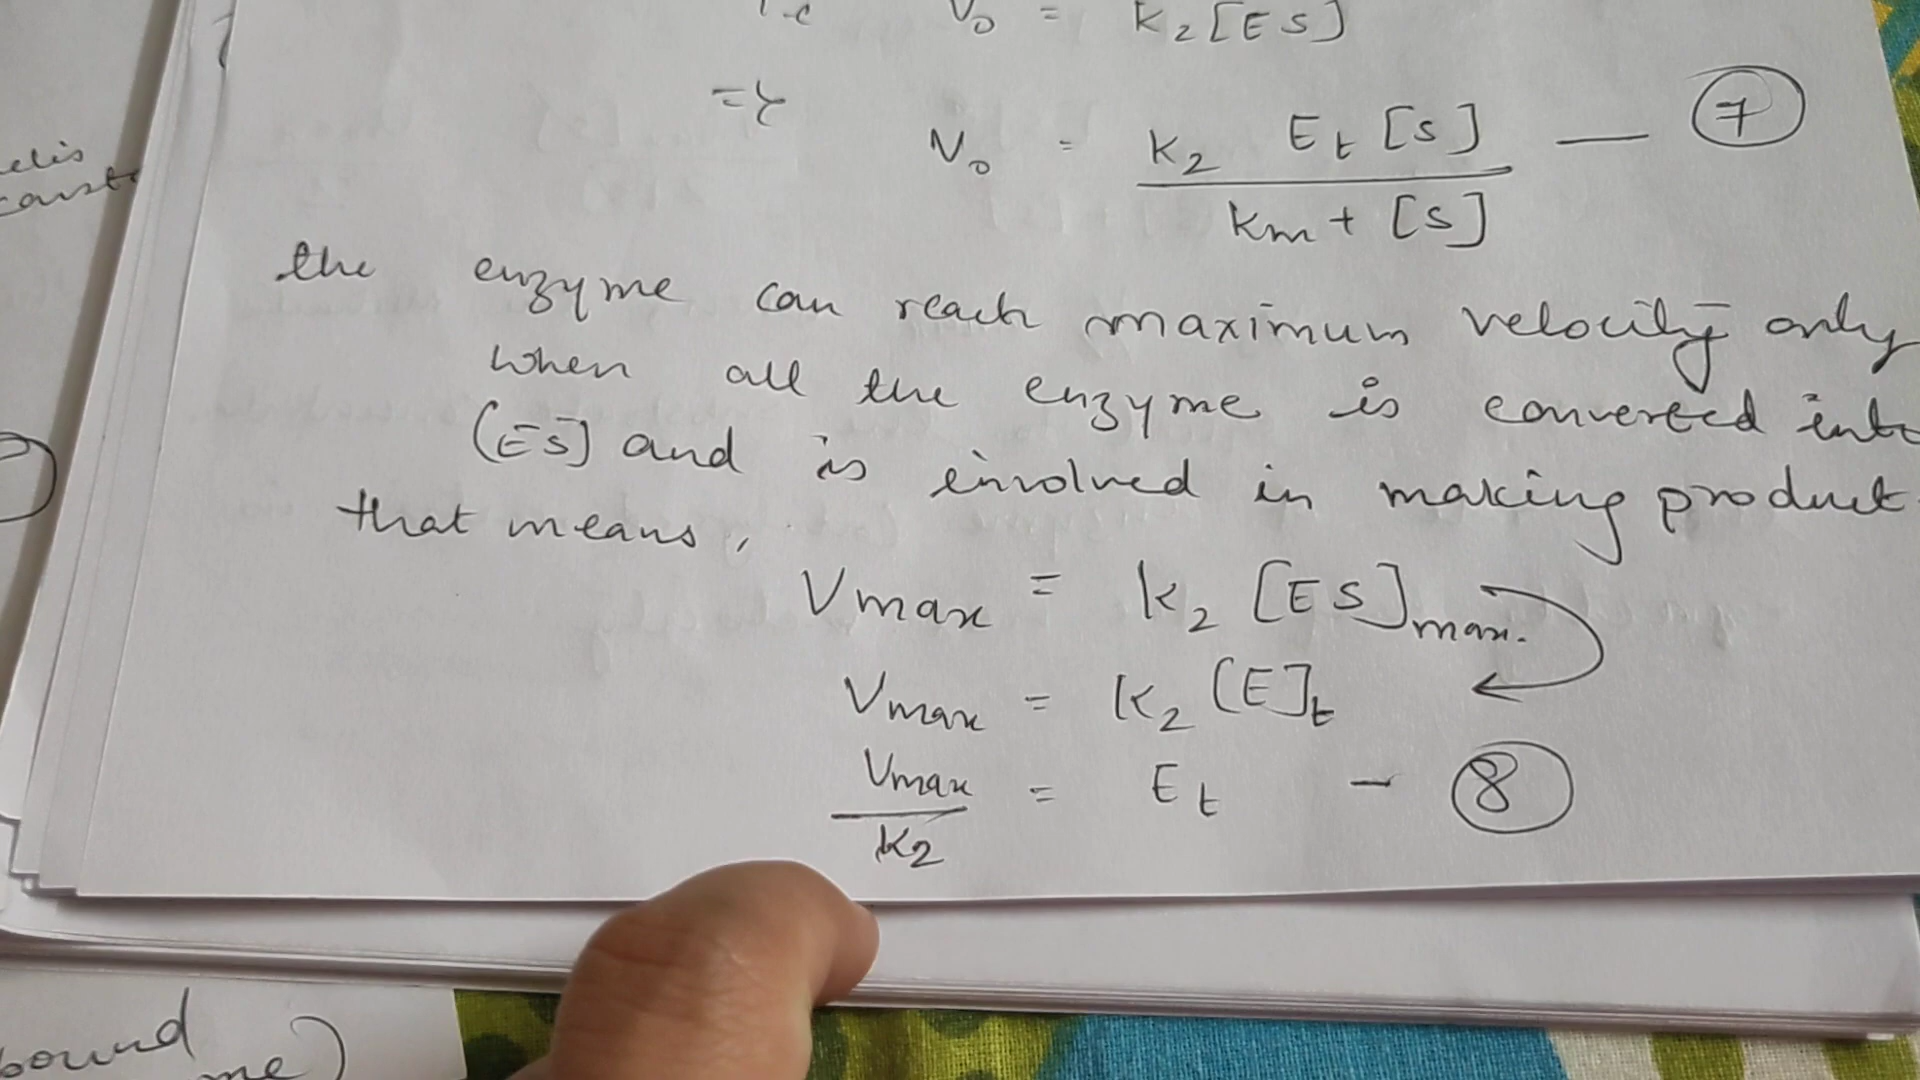 i.e V₀ = K₂[ES]
=> V₀ = K₂ Eₜ [S] / Km + [S] — 7
the enzyme can reach maximum velocity only
when all the enzyme is converted into
(ES] and is involved in making product.
that means,
Vmax = K₂ [ES]max.
Vmax = K₂ (E]ₜ
Vmax / K₂ = Eₜ - 8
bound